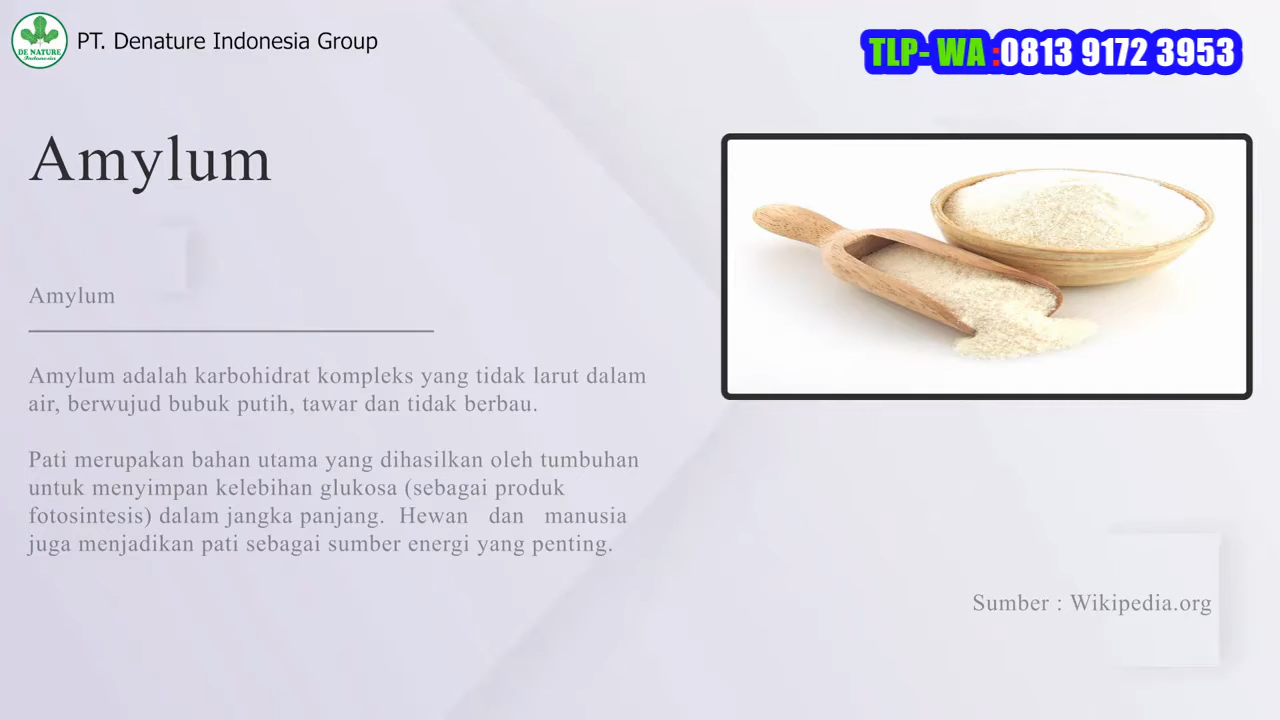 DE NATURE
Indonesia
PT. Denature Indonesia Group
TLP- WA :0813 9172 3953
Amylum
Amylum
Amylum adalah karbohidrat kompleks yang tidak larut dalam
air, berwujud bubuk putih, tawar dan tidak berbau.
Pati merupakan bahan utama yang dihasilkan oleh tumbuhan
untuk menyimpan kelebihan glukosa (sebagai produk
fotosintesis) dalam jangka panjang. Hewan dan manusia
juga menjadikan pati sebagai sumber energi yang penting.
Sumber : Wikipedia.org